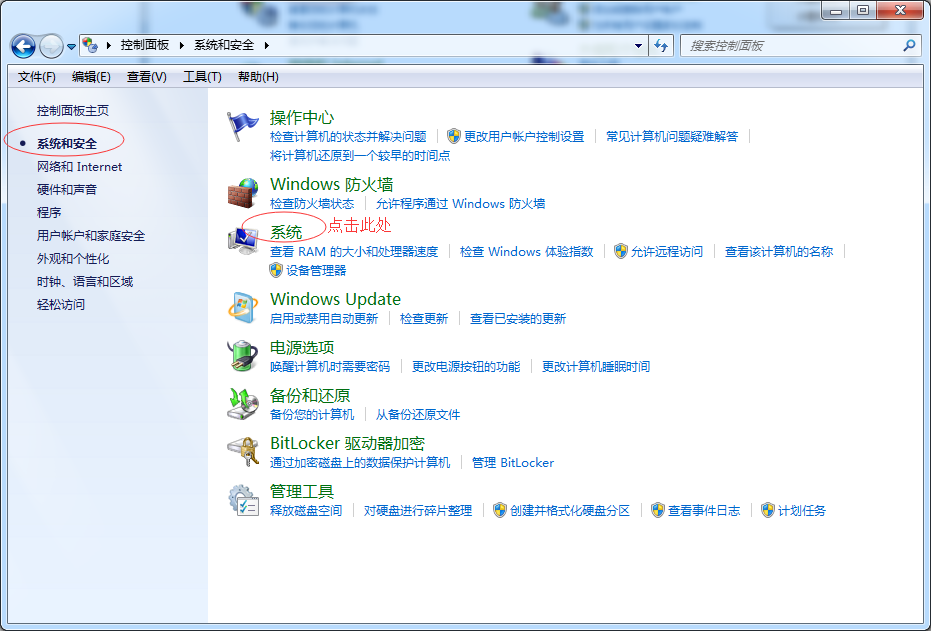 控制面板 系统和安全
搜索控制面板
文件(F) 编辑(E) 查看(V) 工具(T) 帮助(H)
控制面板主页
系统和安全
网络和 Internet
硬件和声音
程序
用户帐户和家庭安全
外观和个性化
时钟、语言和区域
轻松访问
操作中心
检查计算机的状态并解决问题 更改用户帐户控制设置 常见计算机问题疑难解答
将计算机还原到一个较早的时间点
Windows 防火墙
检查防火墙状态 允许程序通过 Windows 防火墙
系统 点击此处
查看 RAM 的大小和处理器速度 检查 Windows 体验指数 允许远程访问 查看该计算机的名称
设备管理器
Windows Update
启用或禁用自动更新 检查更新 查看已安装的更新
电源选项
唤醒计算机时需要密码 更改电源按钮的功能 更改计算机睡眠时间
备份和还原
备份您的计算机 从备份还原文件
BitLocker 驱动器加密
通过加密磁盘上的数据保护计算机 管理 BitLocker
管理工具
释放磁盘空间 对硬盘进行碎片整理 创建并格式化硬盘分区 查看事件日志 计划任务